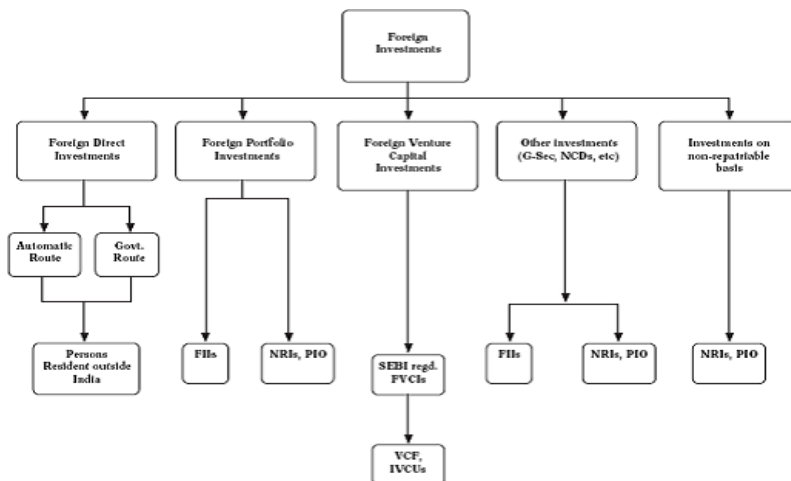 Foreign
Investments
Foreign Direct
Investments
Foreign Portfolio
Investments
Foreign Venture
Capital
Investments
Other investments
(G-Sec, NCDs, etc)
Investments on
non-repatriable
basis
Automatic
Route
Govt.
Route
Persons
Resident outside
India
FIIs
NRIs, PIO
SEBI regd.
FVCIs
FIIs
NRIs, PIO
NRIs, PIO
VCF,
IVCUs